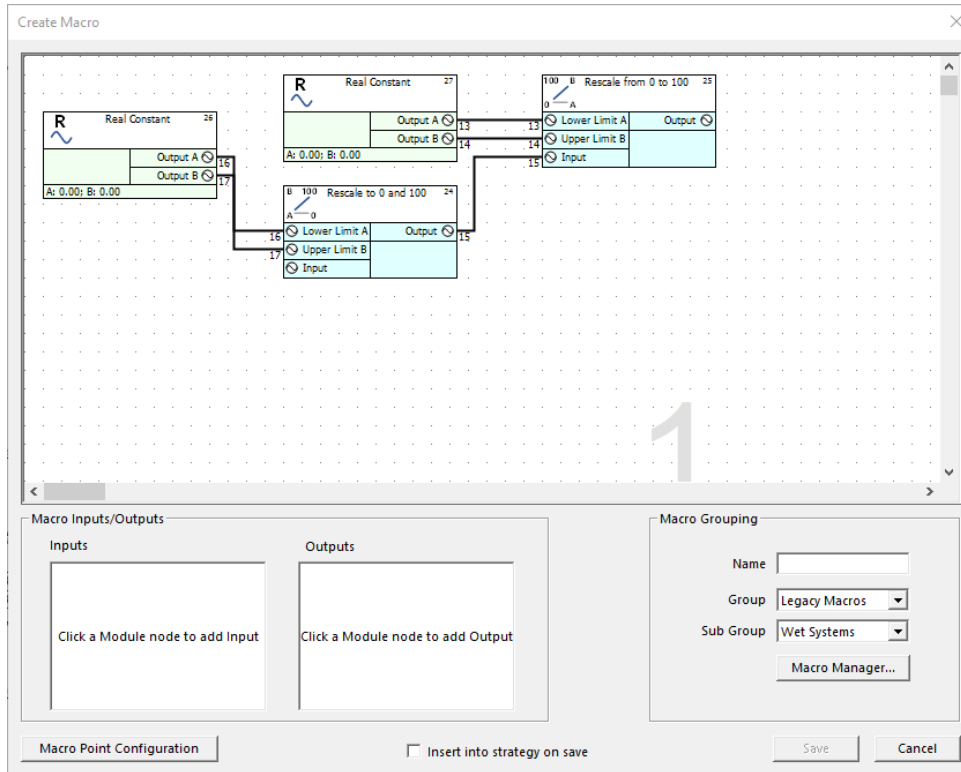 Create Macro
R Real Constant 27
Output A 13
Output B 14
A: 0.00; B: 0.00
100 B Rescale from 0 to 100 25
0 A
13 Lower Limit A Output
14 Upper Limit B
15 Input
R Real Constant 26
Output A 16
Output B 17
A: 0.00; B: 0.00
B 100 Rescale to 0 and 100 24
A 0
16 Lower Limit A Output 15
17 Upper Limit B
Input
1
Macro Inputs/Outputs
Inputs
Outputs
Click a Module node to add Input
Click a Module node to add Output
Macro Grouping
Name
Group Legacy Macros
Sub Group Wet Systems
Macro Manager...
Macro Point Configuration
Insert into strategy on save
Save
Cancel